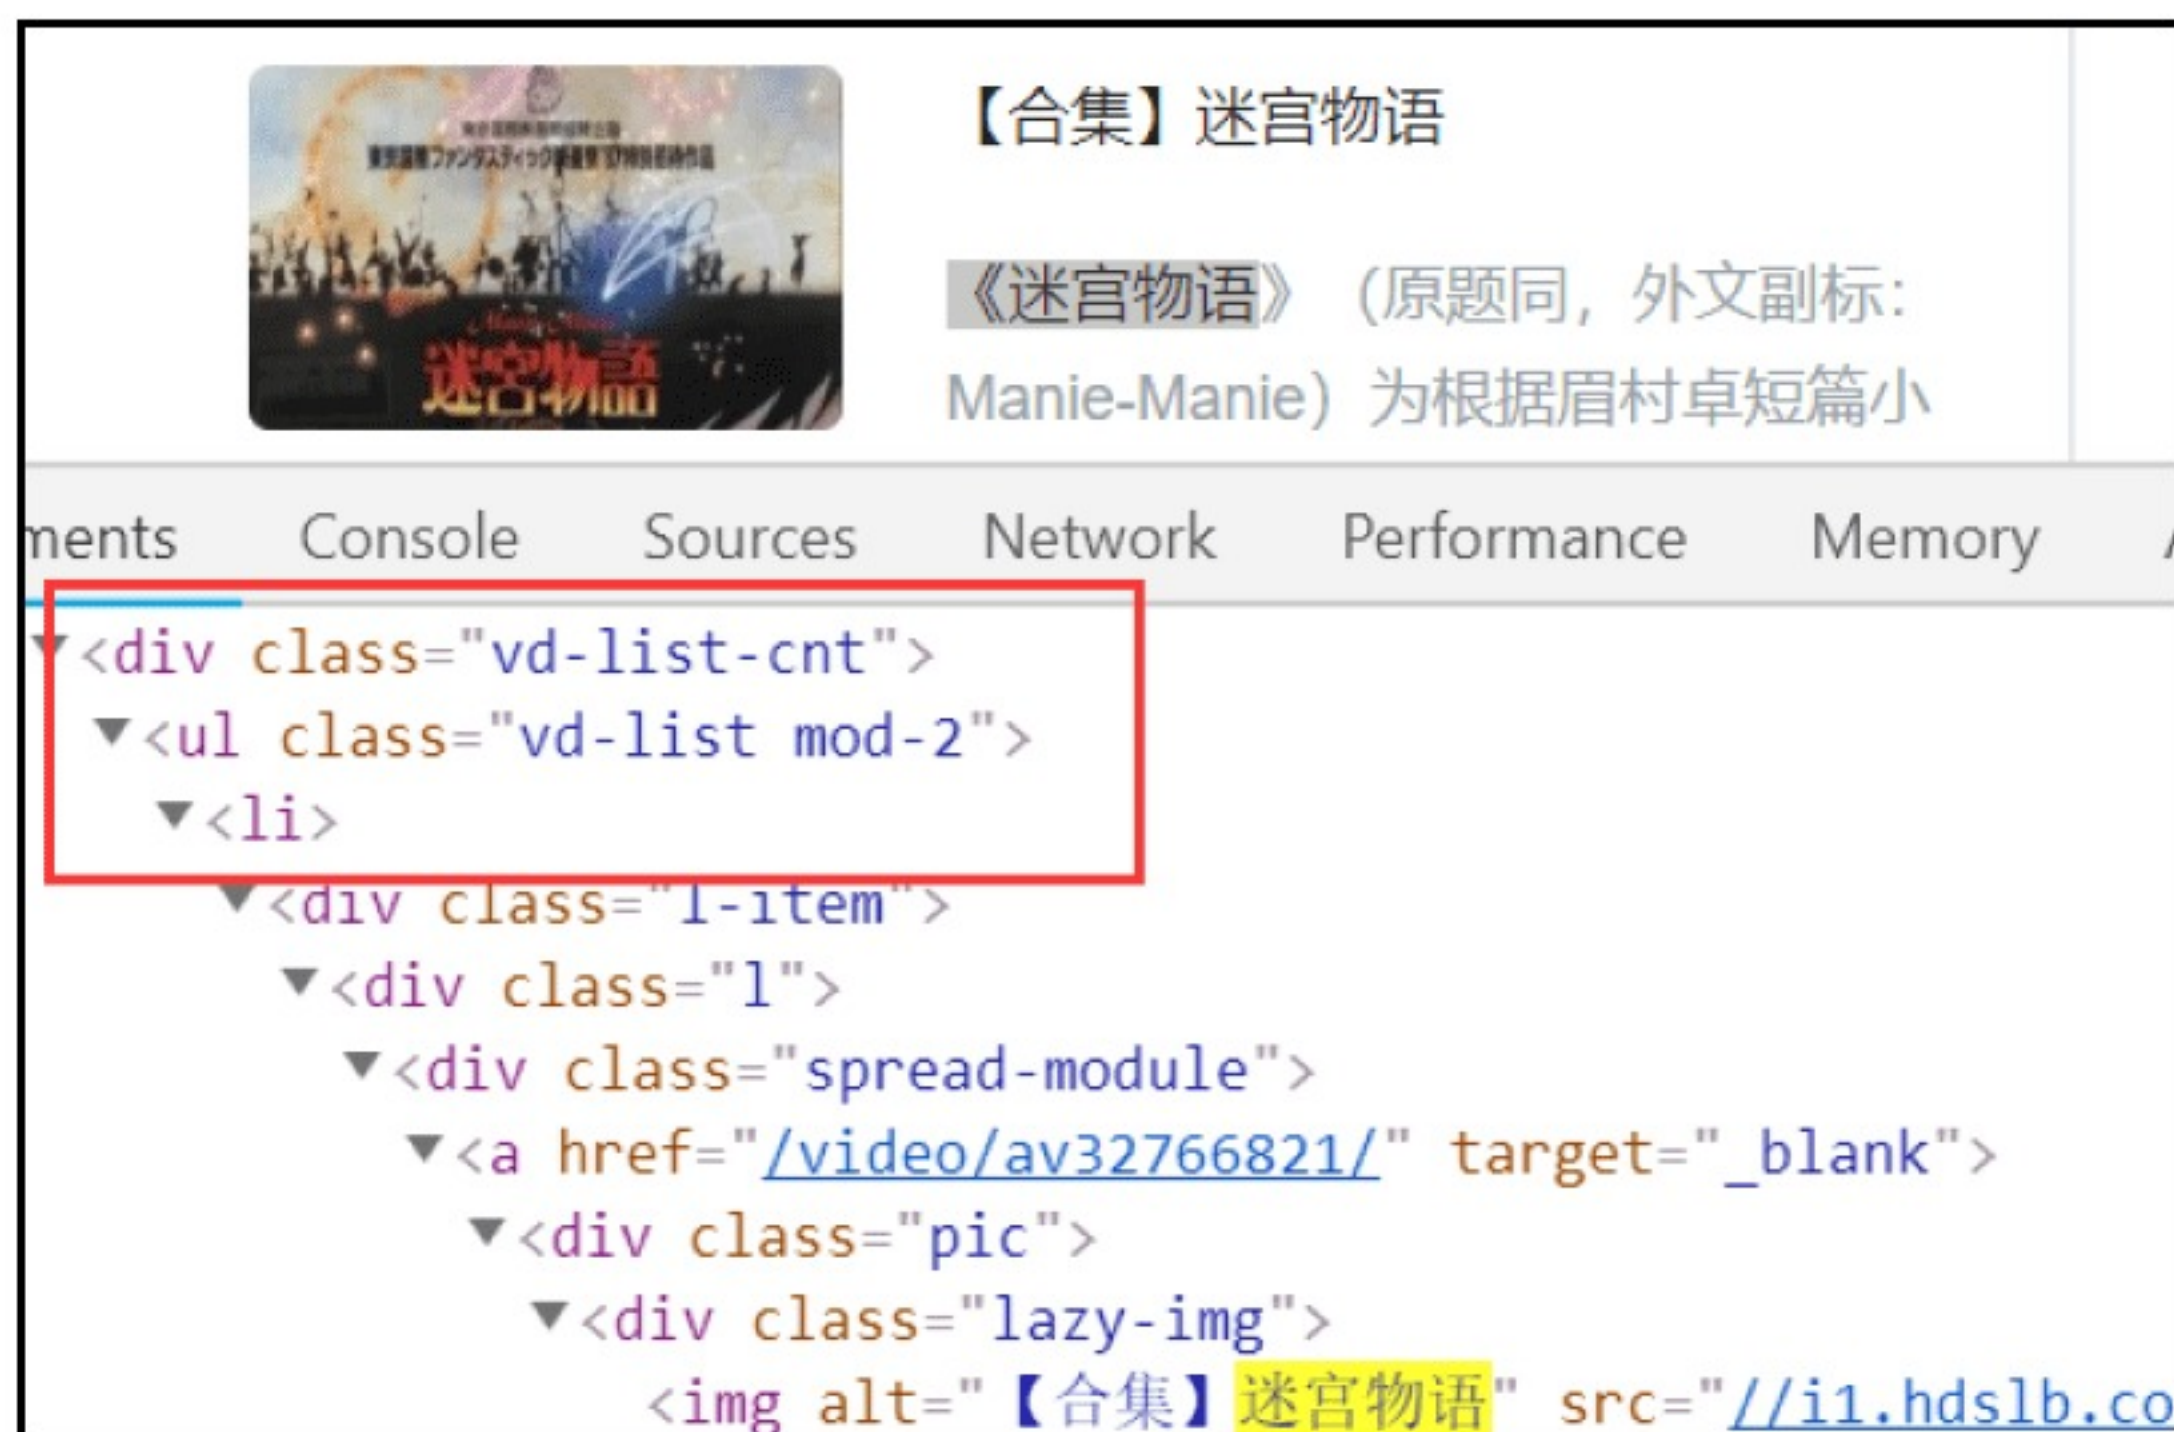 【合集】迷宫物语
《迷宫物语》（原题同，外文副标：
Manie-Manie）为根据眉村卓短篇小
迷宮物語
ments Console Sources Network Performance Memory
<div class="vd-list-cnt">
<ul class="vd-list mod-2">
<li>
<div class="l-item">
<div class="l">
<div class="spread-module">
<a href="/video/av32766821/" target="_blank">
<div class="pic">
<div class="lazy-img">
<img alt="【合集】迷宫物语" src="//i1.hdslb.co